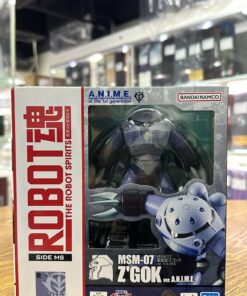 A.N.I.M.E.
of the 1st generation
BANDAI NAMCO
ROBOT魂
THE ROBOT SPIRITS
SIDE MS
MSM-07
Z'GOK
ver. A.N.I.M.E.